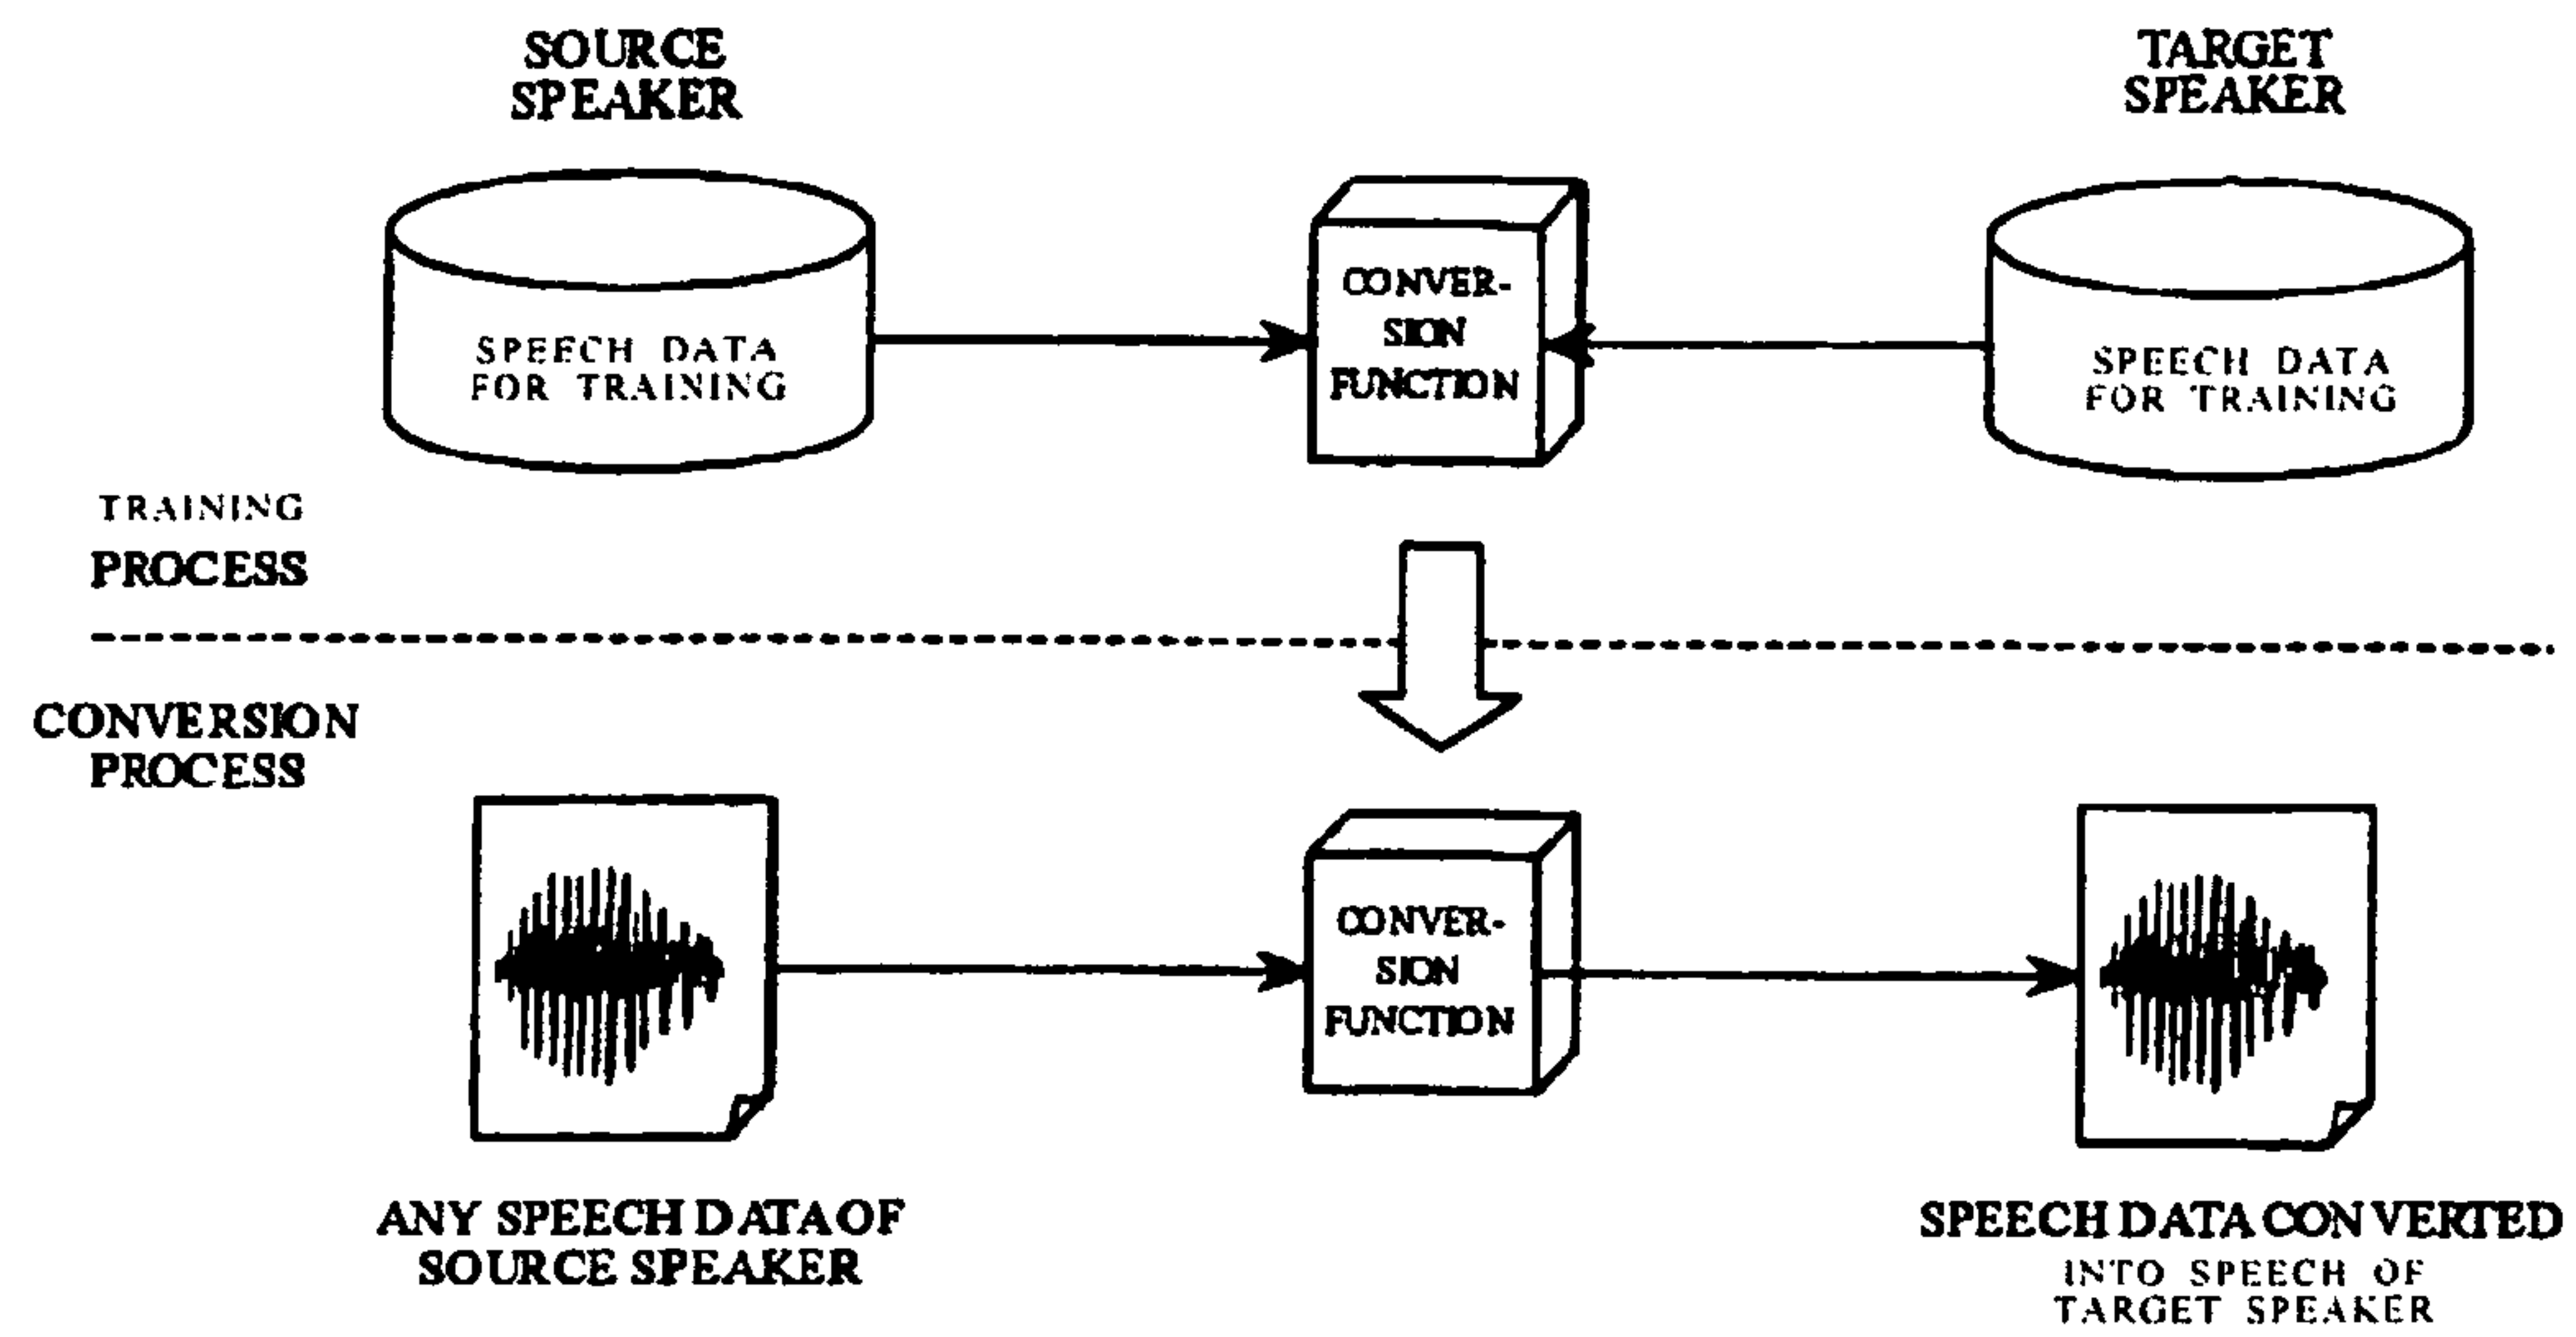 SOURCE
SPEAKER
TARGET
SPEAKER
SPEECH DATA
FOR TRAINING
CONVER-
SION
FUNCTION
SPEECH DATA
FOR TRAINING
TRAINING
PROCESS
CONVERSION
PROCESS
CONVER-
SION
FUNCTION
ANY SPEECH DATA OF
SOURCE SPEAKER
SPEECH DATA CONVERTED
INTO SPEECH OF
TARGET SPEAKER